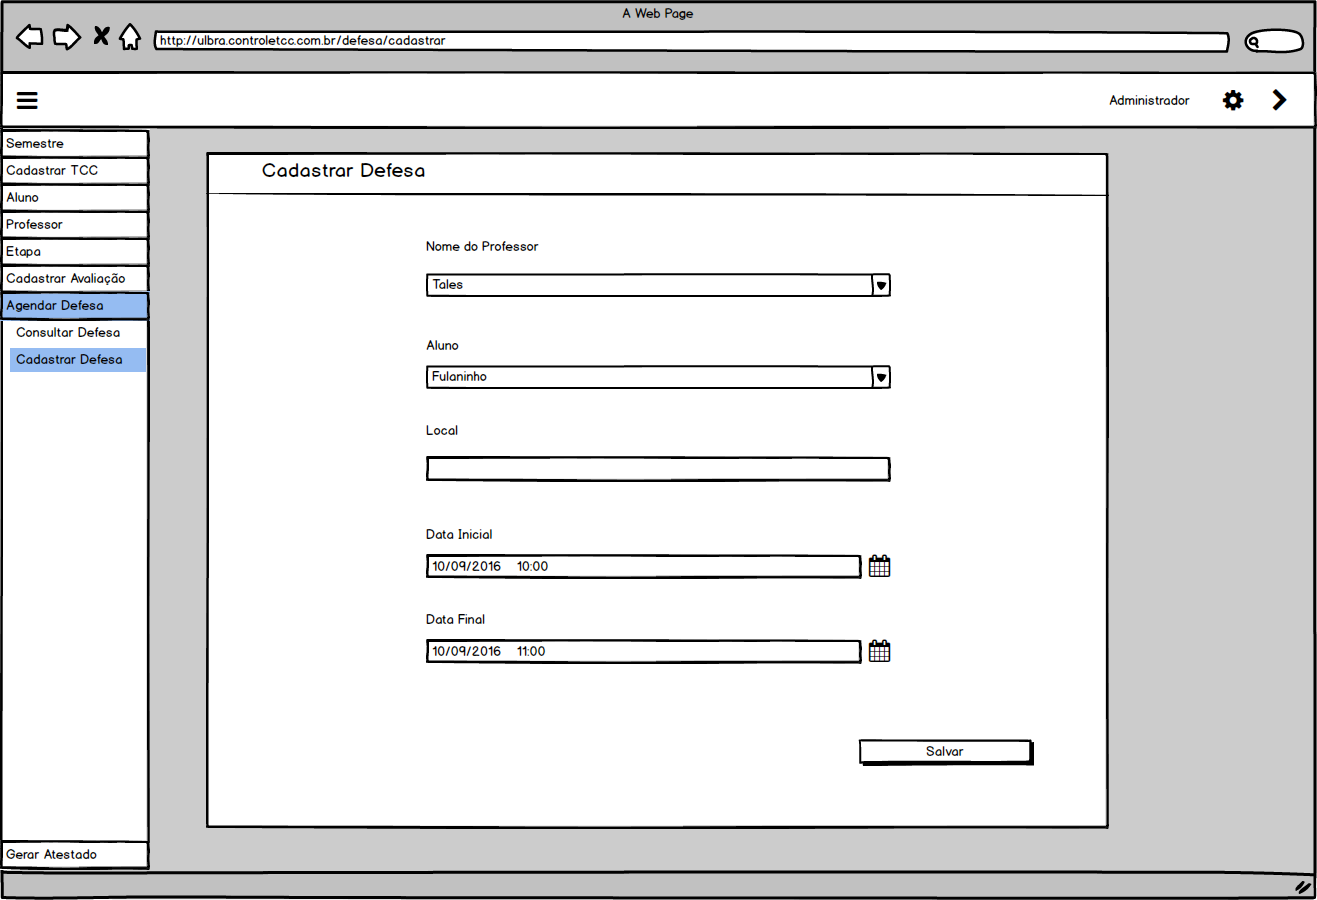 A Web Page
http://ulbra.controletcc.com.br/defesa/cadastrar
Administrador
Semestre
Cadastrar TCC
Aluno
Professor
Etapa
Cadastrar Avaliação
Agendar Defesa
Consultar Defesa
Cadastrar Defesa
Gerar Atestado
Cadastrar Defesa
Nome do Professor
Tales
Aluno
Fulaninho
Local
Data Inicial
10/09/2016 10:00
Data Final
10/09/2016 11:00
Salvar